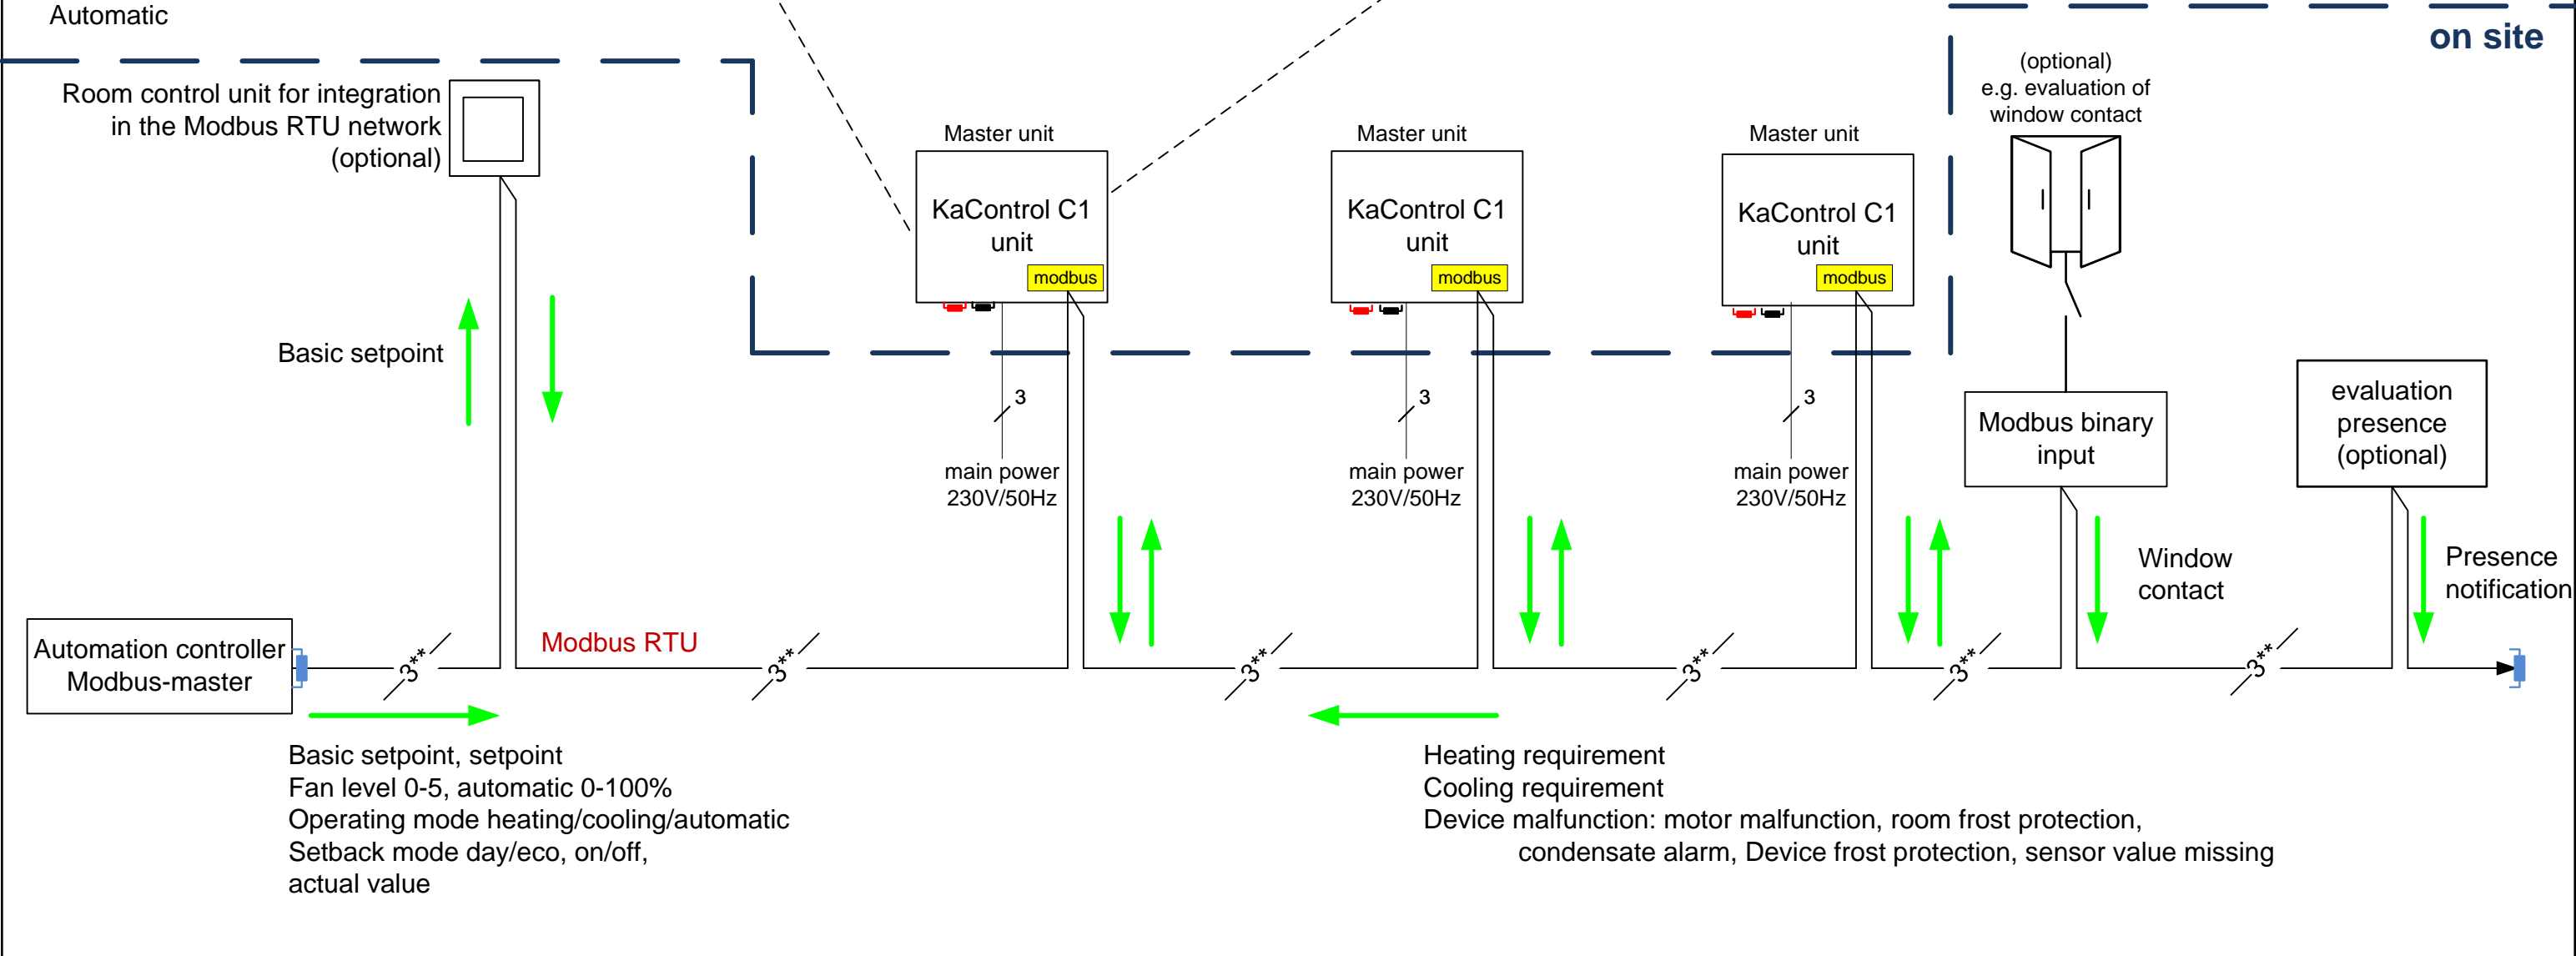 Automatic
on site
Room control unit for integration
in the Modbus RTU network
(optional)
(optional)
e.g. evaluation of
window contact
Master unit
KaControl C1
unit
modbus
Master unit
KaControl C1
unit
modbus
Master unit
KaControl C1
unit
modbus
Basic setpoint
3
main power
230V/50Hz
3
main power
230V/50Hz
3
main power
230V/50Hz
Modbus binary
input
evaluation
presence
(optional)
Window
contact
Presence
notification
Automation controller
Modbus-master
3**
Modbus RTU
3**
3**
3**
3**
3**
Basic setpoint, setpoint
Fan level 0-5, automatic 0-100%
Operating mode heating/cooling/automatic
Setback mode day/eco, on/off,
actual value
Heating requirement
Cooling requirement
Device malfunction: motor malfunction, room frost protection,
condensate alarm, Device frost protection, sensor value missing